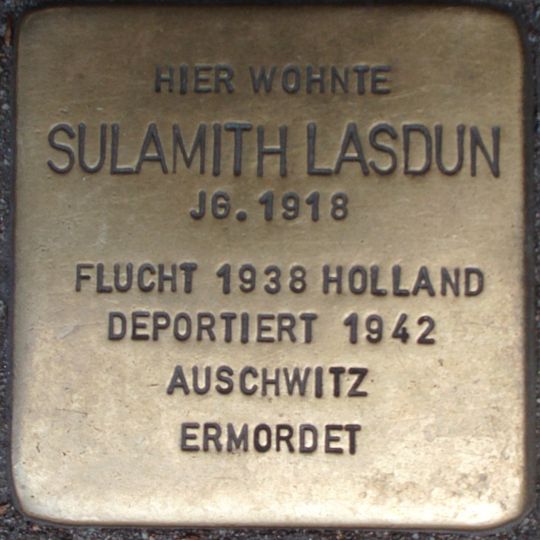 HIER WOHNTE
SULAMITH LASDUN
JG. 1918
FLUCHT 1938 HOLLAND
DEPORTIERT 1942
AUSCHWITZ
ERMORDET